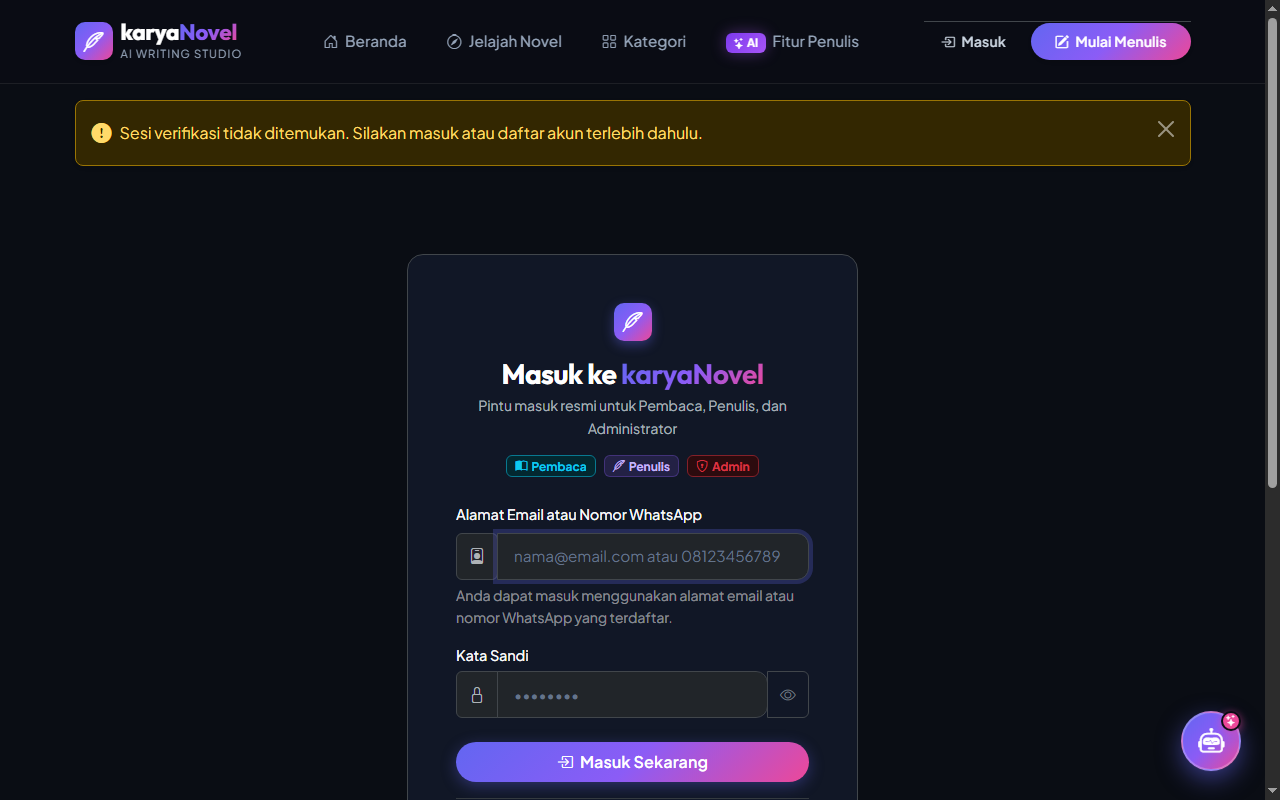 karyaNovel
AI WRITING STUDIO
Beranda
Jelajah Novel
Kategori
AI Fitur Penulis
Masuk
Mulai Menulis
Sesi verifikasi tidak ditemukan. Silakan masuk atau daftar akun terlebih dahulu.
Masuk ke karyaNovel
Pintu masuk resmi untuk Pembaca, Penulis, dan
Administrator
Pembaca
Penulis
Admin
Alamat Email atau Nomor WhatsApp
nama@email.com atau 08123456789
Anda dapat masuk menggunakan alamat email atau
nomor WhatsApp yang terdaftar.
Kata Sandi
••••••••
Masuk Sekarang